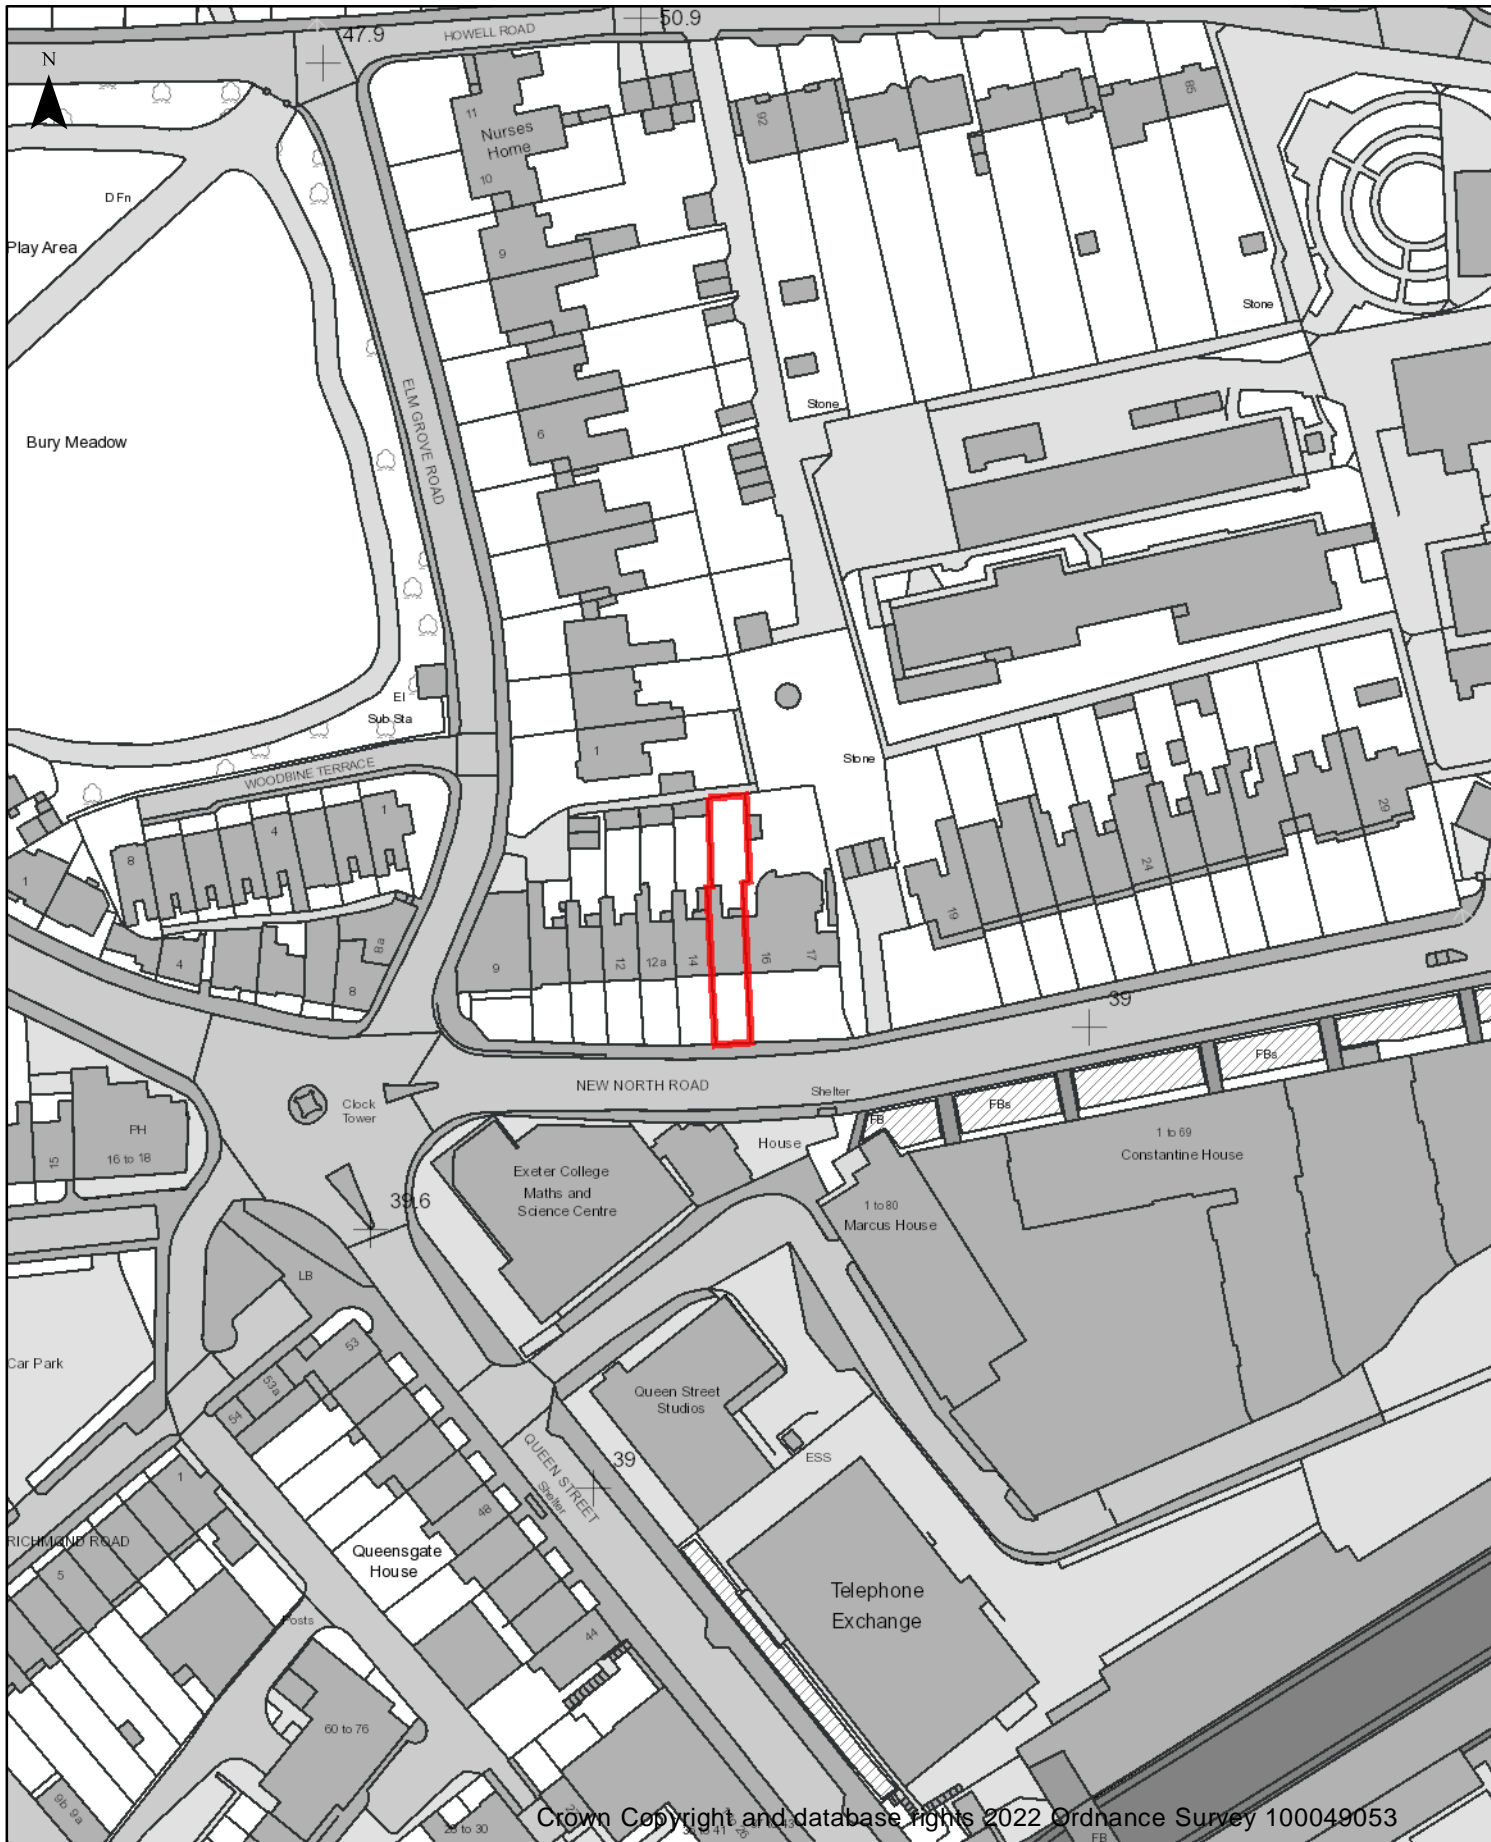 47.9
50.9
HOWELL ROAD
N
11
Nurses
Home
10
92
85
D Fn
Play Area
9
Stone
Stone
ELM GROVE ROAD
6
Bury Meadow
El
Sub Sta
1
Stone
WOODBINE TERRACE
1
4
8
1
29
24
19
8a
4
8
9
12
12a
14
16
17
39
NEW NORTH ROAD
Shelter
FBs
FBs
FB
Clock
Tower
PH
15
16 to 18
House
Exeter College
Maths and
Science Centre
1 to 69
Constantine House
1 to 80
Marcus House
39.6
LB
Car Park
53
53a
54
Queen Street
Studios
ESS
39
QUEEN STREET
Shelter
1
48
RICHMOND ROAD
5
Queensgate
House
Telephone
Exchange
Posts
44
60 to 76
9b 9a
28 to 30
FB
Crown Copyright and database rights 2022 Ordnance Survey 100049053